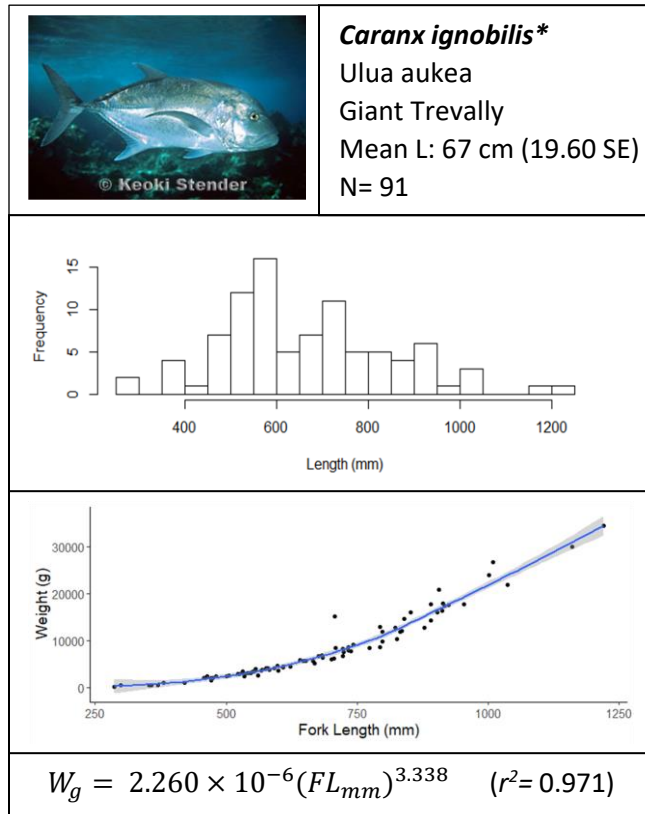 © Keoki Stender
Caranx ignobilis*
Ulua aukea
Giant Trevally
Mean L: 67 cm (19.60 SE)
N= 91
Frequency
15
10
5
0
400 600 800 1000 1200
Length (mm)
Weight (g)
30000
20000
10000
0
250 500 750 1000 1250
Fork Length (mm)
W_g = 2.260 × 10⁻⁶(FL_mm)³·³³⁸ (r²= 0.971)